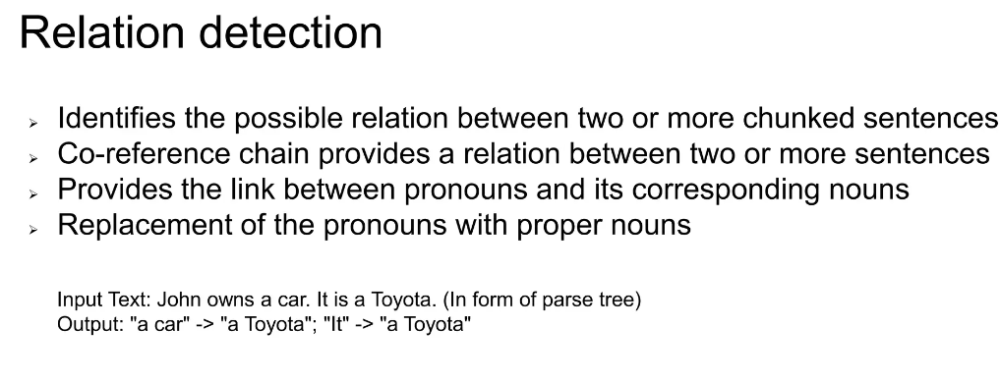 Relation detection
➢ Identifies the possible relation between two or more chunked sentences
➢ Co-reference chain provides a relation between two or more sentences
➢ Provides the link between pronouns and its corresponding nouns
➢ Replacement of the pronouns with proper nouns
Input Text: John owns a car. It is a Toyota. (In form of parse tree)
Output: "a car" -> "a Toyota"; "It" -> "a Toyota"